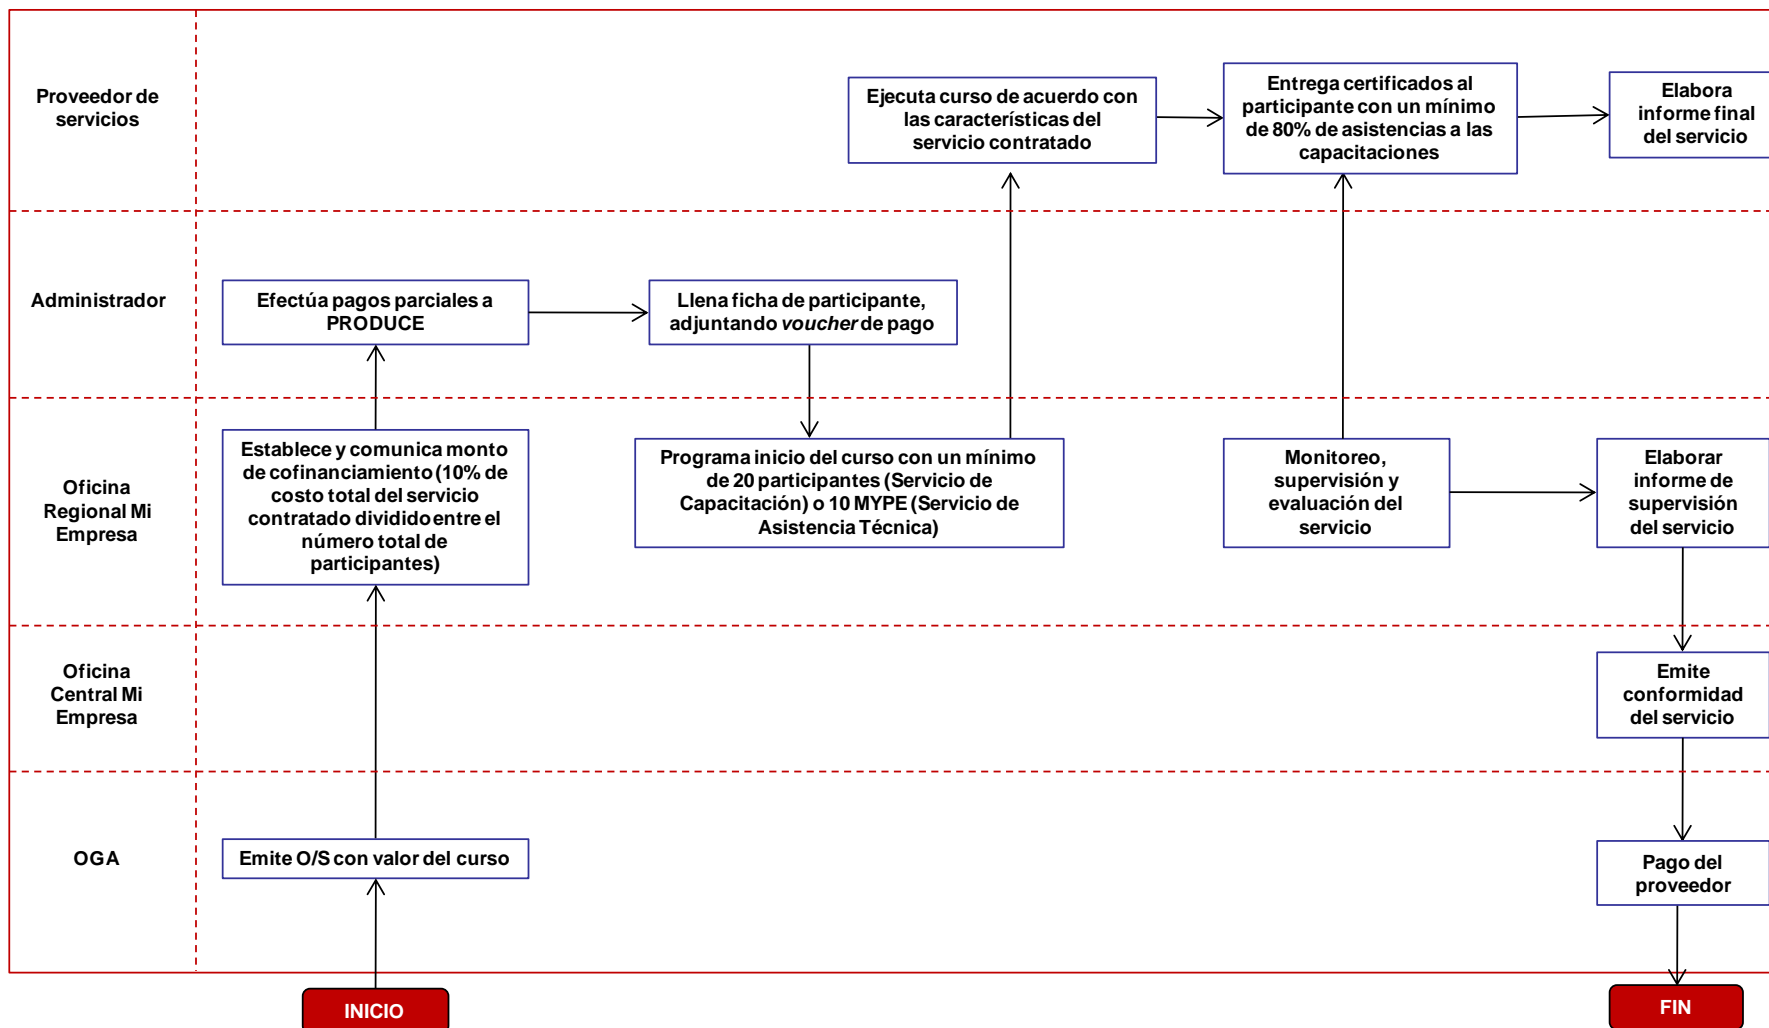 Proveedor de
servicios
Ejecuta curso de acuerdo con
las características del
servicio contratado
Entrega certificados al
participante con un mínimo
de 80% de asistencias a las
capacitaciones
Elabora
informe final
del servicio
Administrador
Efectúa pagos parciales a
PRODUCE
Llena ficha de participante,
adjuntando voucher de pago
Oficina
Regional Mi
Empresa
Establece y comunica monto
de cofinanciamiento (10% de
costo total del servicio
contratado dividido entre el
número total de
participantes)
Programa inicio del curso con un mínimo
de 20 participantes (Servicio de
Capacitación) o 10 MYPE (Servicio de
Asistencia Técnica)
Monitoreo,
supervisión y
evaluación del
servicio
Elaborar
informe de
supervisión
del servicio
Oficina
Central Mi
Empresa
Emite
conformidad
del servicio
OGA
Emite O/S con valor del curso
Pago del
proveedor
INICIO
FIN